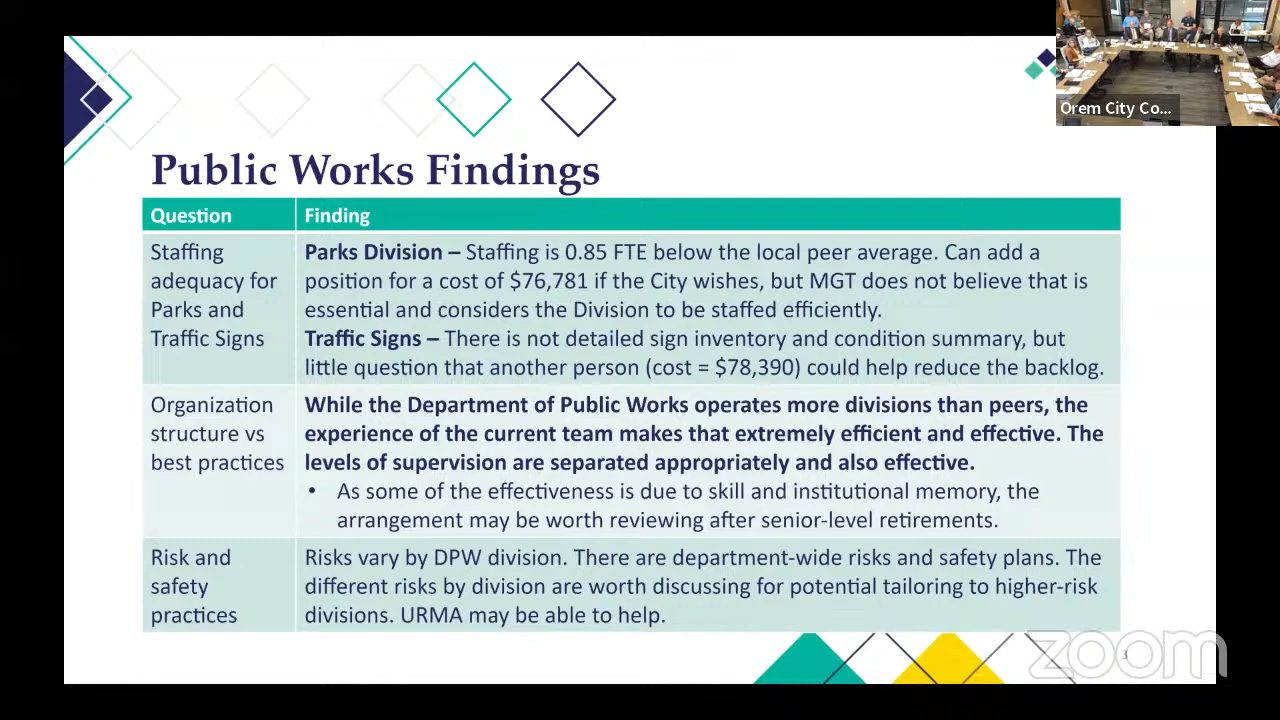 Orem City Co...
Public Works Findings
Question
Finding
Staffing
adequacy for
Parks and
Traffic Signs
Parks Division – Staffing is 0.85 FTE below the local peer average. Can add a
position for a cost of $76,781 if the City wishes, but MGT does not believe that is
essential and considers the Division to be staffed efficiently.
Traffic Signs – There is not detailed sign inventory and condition summary, but
little question that another person (cost = $78,390) could help reduce the backlog.
Organization
structure vs
best practices
While the Department of Public Works operates more divisions than peers, the
experience of the current team makes that extremely efficient and effective. The
levels of supervision are separated appropriately and also effective.
• As some of the effectiveness is due to skill and institutional memory, the
arrangement may be worth reviewing after senior-level retirements.
Risk and
safety
practices
Risks vary by DPW division. There are department-wide risks and safety plans. The
different risks by division are worth discussing for potential tailoring to higher-risk
divisions. URMA may be able to help.
zoom
3